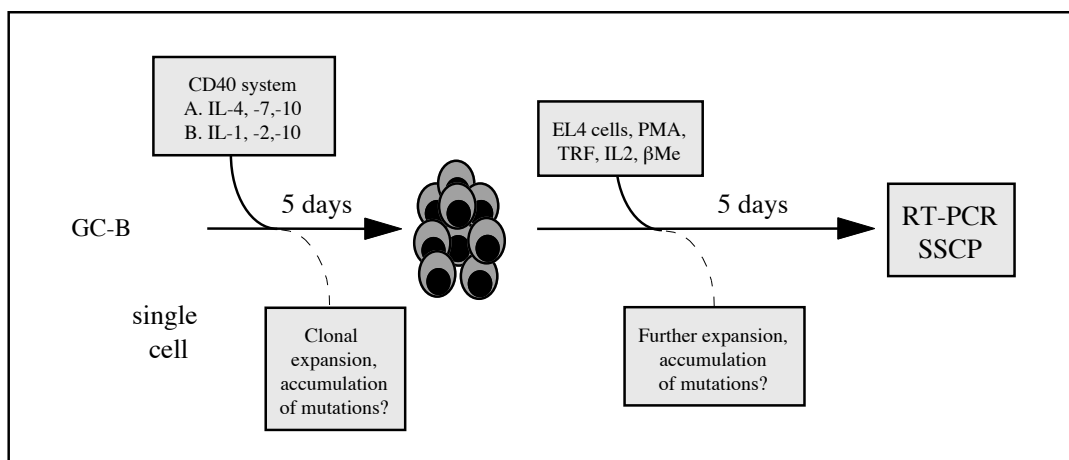 CD40 system
A. IL-4, -7,-10
B. IL-1, -2,-10
EL4 cells, PMA,
TRF, IL2, βMe
GC-B
5 days
5 days
RT-PCR
SSCP
single
cell
Clonal
expansion,
accumulation
of mutations?
Further expansion,
accumulation
of mutations?